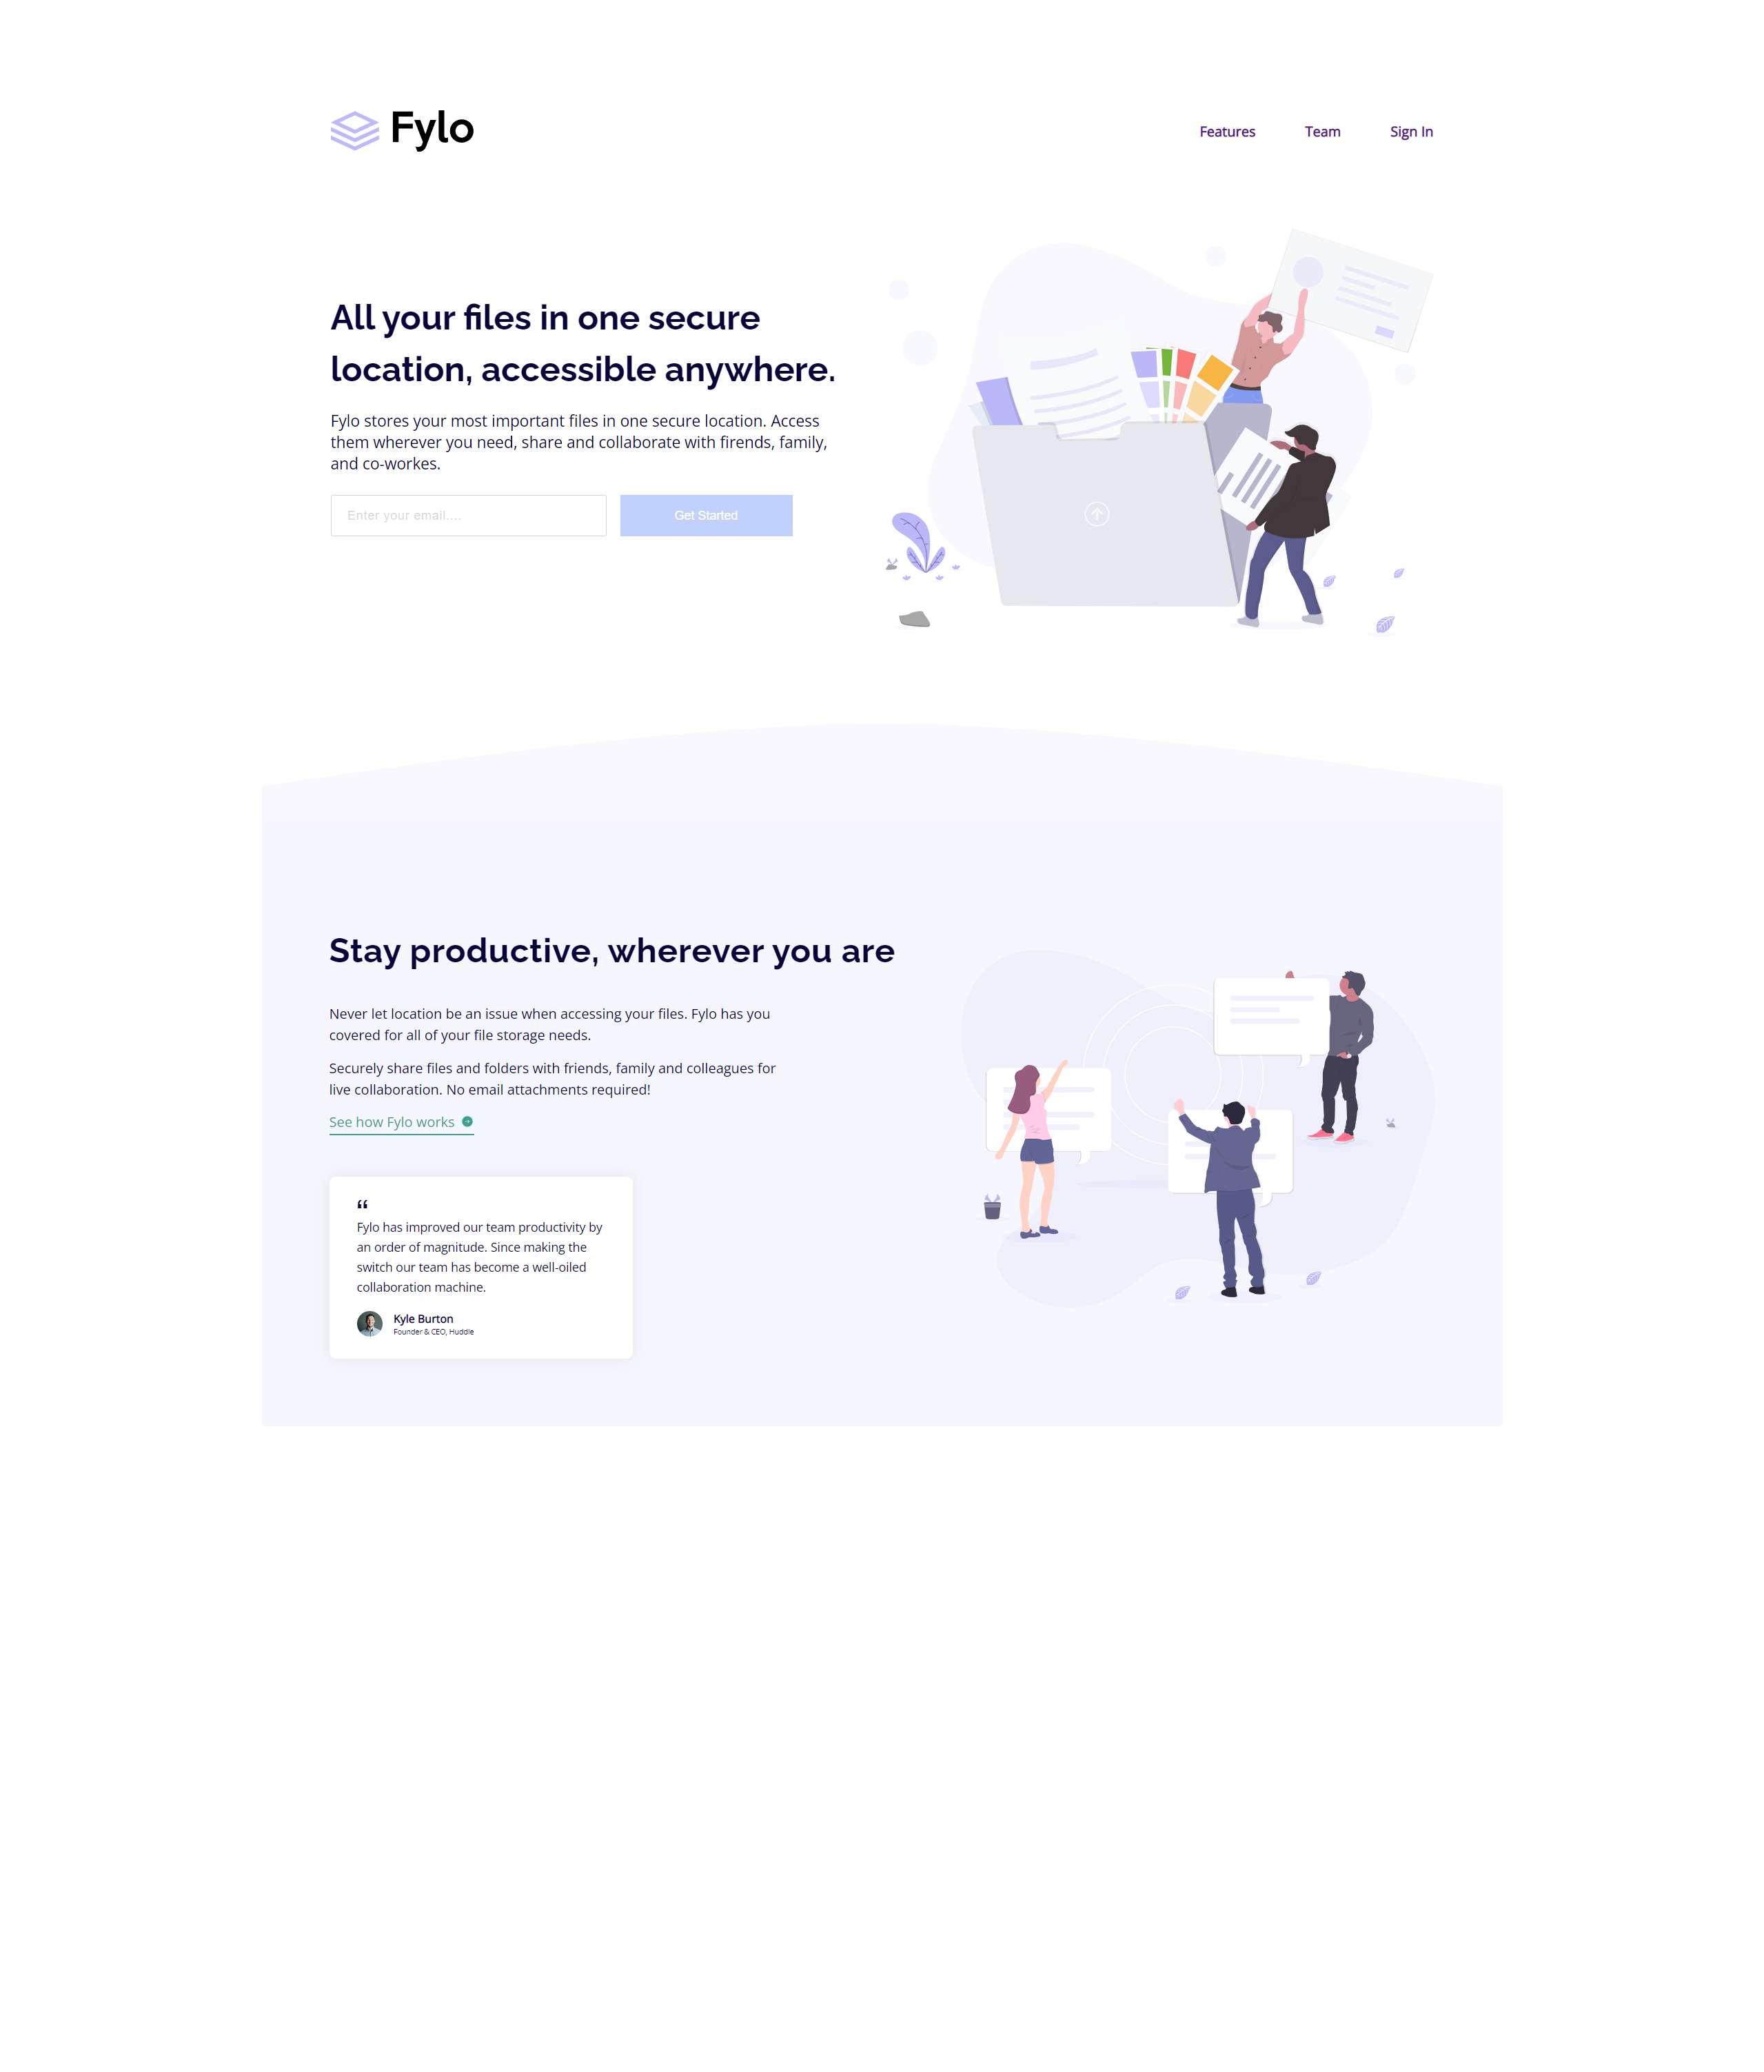 Fylo
Features
Team
Sign In
All your files in one secure
location, accessible anywhere.
Fylo stores your most important files in one secure location. Access
them wherever you need, share and collaborate with firends, family,
and co-workes.
Enter your email....
Get Started
Stay productive, wherever you are
Never let location be an issue when accessing your files. Fylo has you
covered for all of your file storage needs.
Securely share files and folders with friends, family and colleagues for
live collaboration. No email attachments required!
See how Fylo works
“
Fylo has improved our team productivity by
an order of magnitude. Since making the
switch our team has become a well-oiled
collaboration machine.
Kyle Burton
Founder & CEO, Huddle